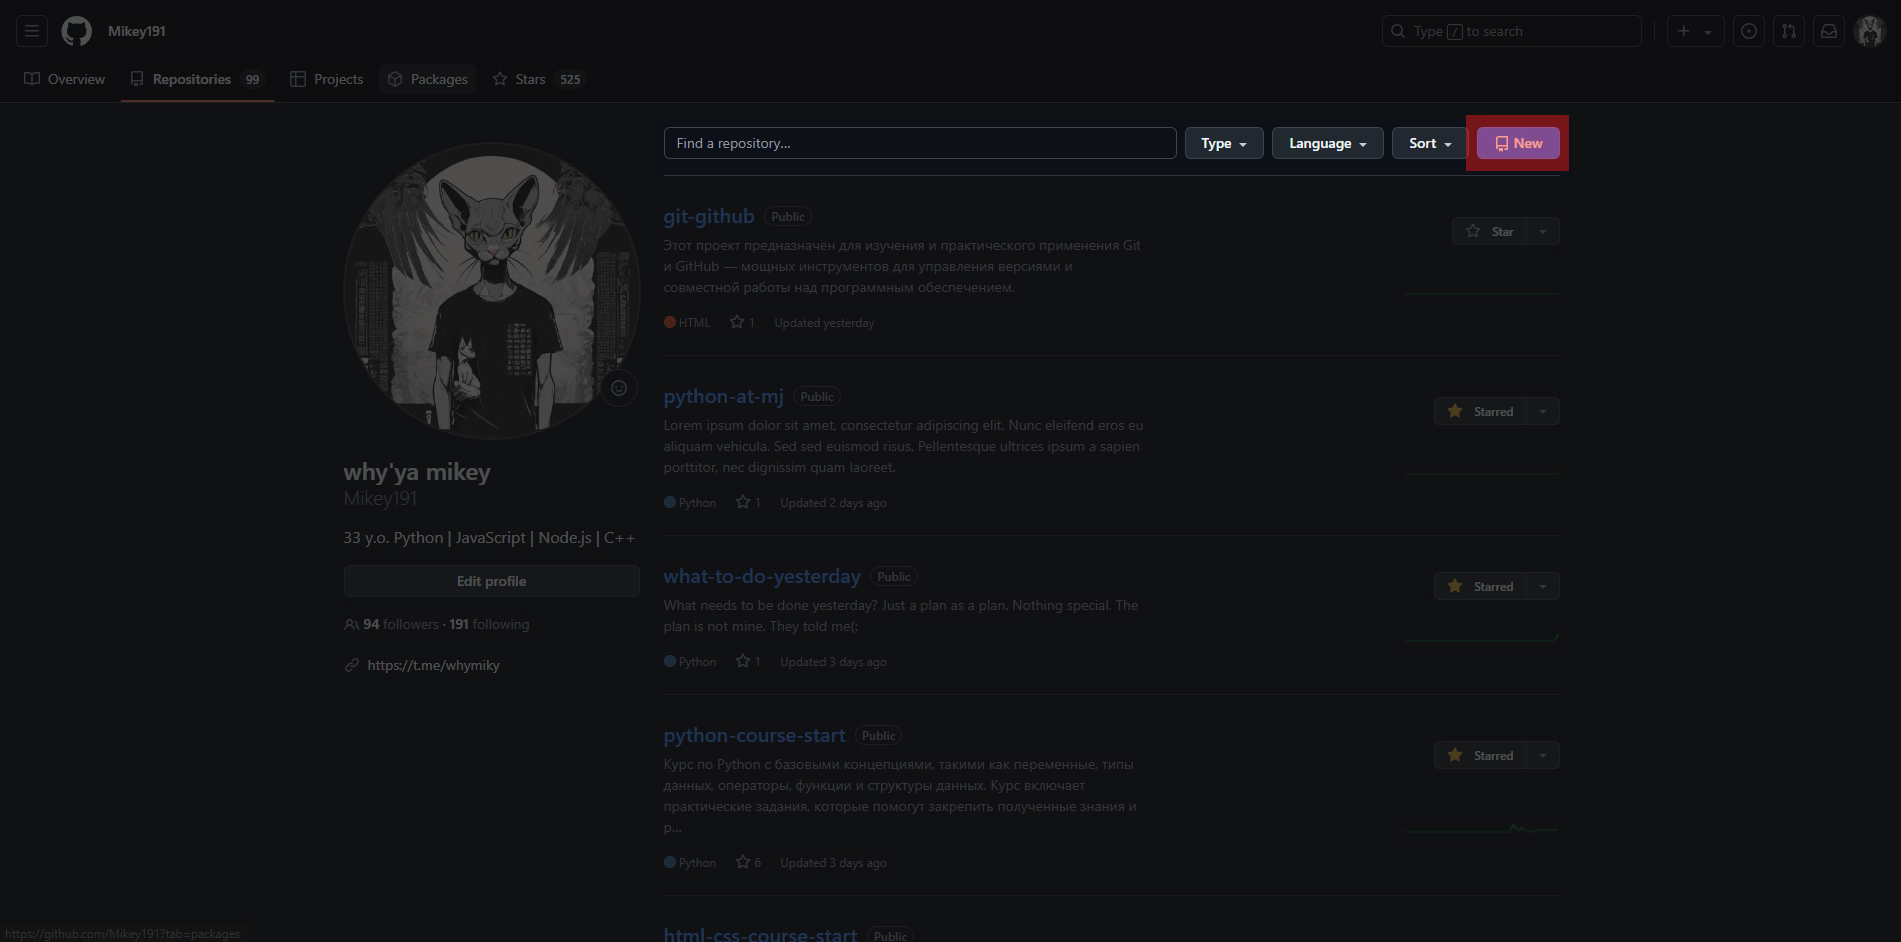 Mikey191
Type / to search
Overview
Repositories 99
Projects
Packages
Stars 525
Find a repository...
Type
Language
Sort
New
why'ya mikey
Mikey191
33 y.o. Python | JavaScript | Node.js | C++
Edit profile
94 followers · 191 following
https://t.me/whymiky
git-github Public
Star
Этот проект предназначен для изучения и практического применения Git
и GitHub — мощных инструментов для управления версиями и
совместной работы над программным обеспечением.
HTML 1 Updated yesterday
python-at-mj Public
Starred
Lorem ipsum dolor sit amet, consectetur adipiscing elit. Nunc eleifend eros eu
aliquam vehicula. Sed sed euismod risus. Pellentesque ultrices ipsum a sapien
porttitor, nec dignissim quam laoreet.
Python 1 Updated 2 days ago
what-to-do-yesterday Public
Starred
What needs to be done yesterday? Just a plan as a plan. Nothing special. The
plan is not mine. They told me(:
Python 1 Updated 3 days ago
python-course-start Public
Starred
Курс по Python с базовыми концепциями, такими как переменные, типы
данных, операторы, функции и структуры данных. Курс включает
практические задания, которые помогут закрепить полученные знания и
р...
Python 6 Updated 3 days ago
html-css-course-start Public
https://github.com/Mikey191?tab=packages